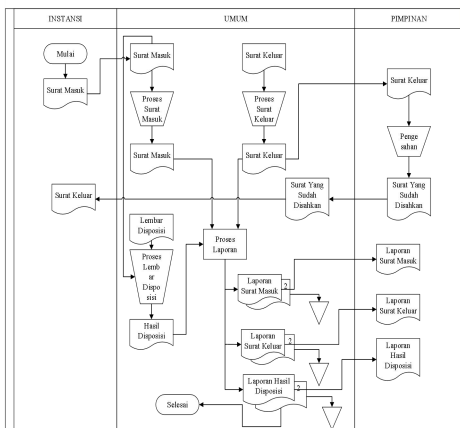 INSTANSI
UMUM
PIMPINAN
Mulai
Surat Masuk
Surat Masuk
Proses
Surat
Masuk
Surat Masuk
Surat Keluar
Proses
Surat
Keluar
Surat Keluar
Surat Keluar
Penge
sahan
Surat Yang
Sudah
Disahkan
Surat Yang
Sudah
Disahkan
Surat Keluar
Lembar
Disposisi
Proses
Lemb
ar
Dispo
sisi
Hasil
Disposisi
Proses
Laporan
Laporan
Surat Masuk
2
Laporan
Surat Masuk
Laporan
Surat Keluar
2
Laporan
Surat Keluar
Laporan Hasil
Disposisi
2
Laporan
Hasil
Disposisi
Selesai